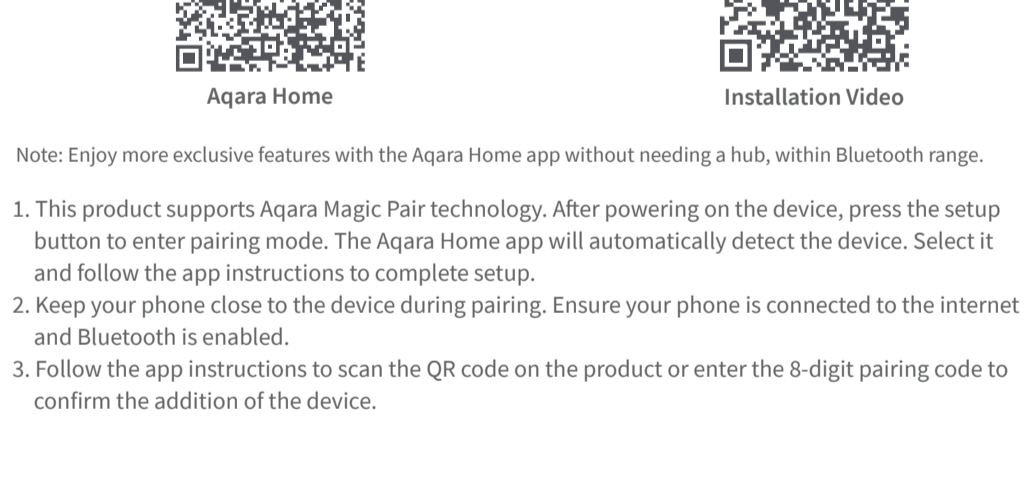 Aqara Home
Installation Video
Note: Enjoy more exclusive features with the Aqara Home app without needing a hub, within Bluetooth range.
1. This product supports Aqara Magic Pair technology. After powering on the device, press the setup
button to enter pairing mode. The Aqara Home app will automatically detect the device. Select it
and follow the app instructions to complete setup.
2. Keep your phone close to the device during pairing. Ensure your phone is connected to the internet
and Bluetooth is enabled.
3. Follow the app instructions to scan the QR code on the product or enter the 8-digit pairing code to
confirm the addition of the device.